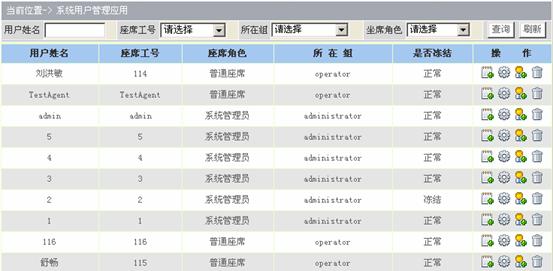 当前位置-> 系统用户管理应用
用户姓名 座席工号 请选择 所在组 请选择 坐席角色 请选择 查询 刷新
用户姓名 座席工号 座席角色 所 在 组 是否冻结 操 作
刘洪敏 114 普通座席 operator 正常
TestAgent TestAgent 普通座席 operator 正常
admin admin 系统管理员 administrator 正常
5 5 系统管理员 administrator 正常
4 4 系统管理员 administrator 正常
3 3 系统管理员 administrator 正常
2 2 系统管理员 administrator 冻结
1 1 系统管理员 administrator 正常
116 116 普通座席 operator 正常
舒畅 115 普通座席 operator 正常